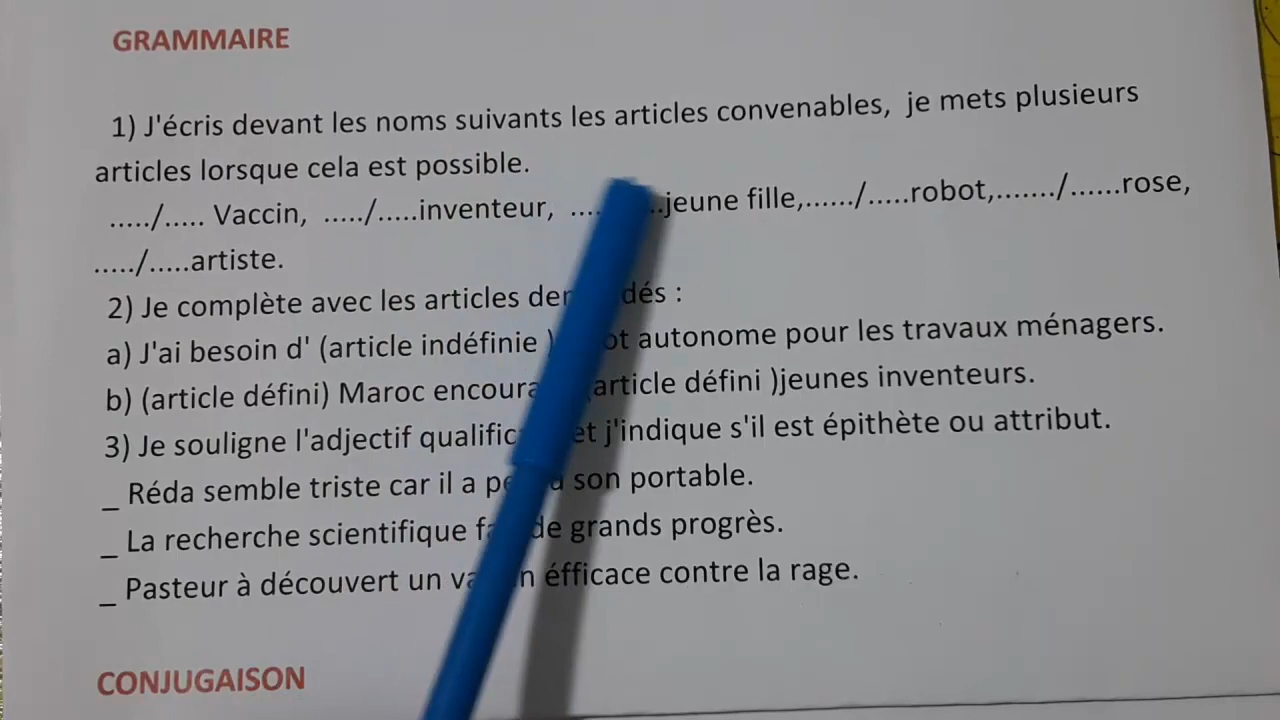 GRAMMAIRE
1) J'écris devant les noms suivants les articles convenables, je mets plusieurs
articles lorsque cela est possible.
...../..... Vaccin, ...../.....inventeur, .... ..jeune fille,....../.....robot,......./......rose,
...../.....artiste.
2) Je complète avec les articles :
a) J'ai besoin d' (article indéfinie ) autonome pour les travaux ménagers.
b) (article défini) Maroc (article défini )jeunes inventeurs.
3) Je souligne l'adjectif et j'indique s'il est épithète ou attribut.
_ Réda semble triste car il a son portable.
_ La recherche scientifique de grands progrès.
_ Pasteur à découvert un éfficace contre la rage.
CONJUGAISON